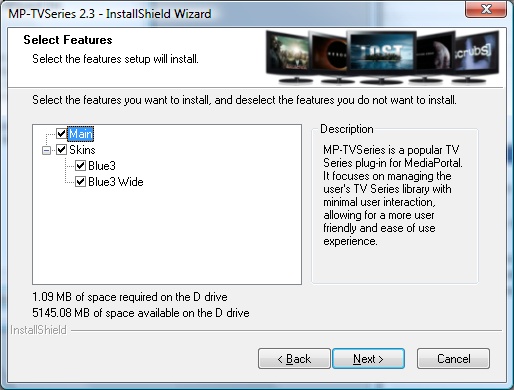 MP-TVSeries 2.3 - InstallShield Wizard
Select Features
Select the features setup will install.
LOST
scrubs
Select the features you want to install, and deselect the features you do not want to install.
Main
Skins
Blue3
Blue3 Wide
Description
MP-TVSeries is a popular TV
Series plug-in for MediaPortal.
It focuses on managing the
user's TV Series library with
minimal user interaction,
allowing for a more user
friendly and ease of use
experience.
1.09 MB of space required on the D drive
5145.08 MB of space available on the D drive
InstallShield
< Back
Next >
Cancel